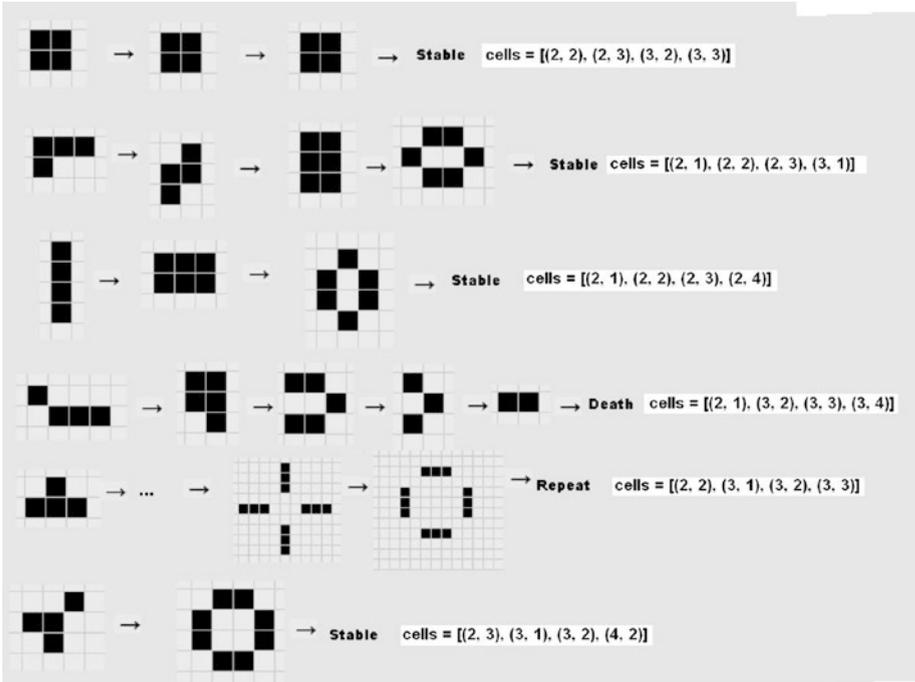 Stable cells = [(2, 2), (2, 3), (3, 2), (3, 3)]
Stable cells = [(2, 1), (2, 2), (2, 3), (3, 1)]
Stable cells = [(2, 1), (2, 2), (2, 3), (2, 4)]
Death cells = [(2, 1), (3, 2), (3, 3), (3, 4)]
... Repeat cells = [(2, 2), (3, 1), (3, 2), (3, 3)]
Stable cells = [(2, 3), (3, 1), (3, 2), (4, 2)]